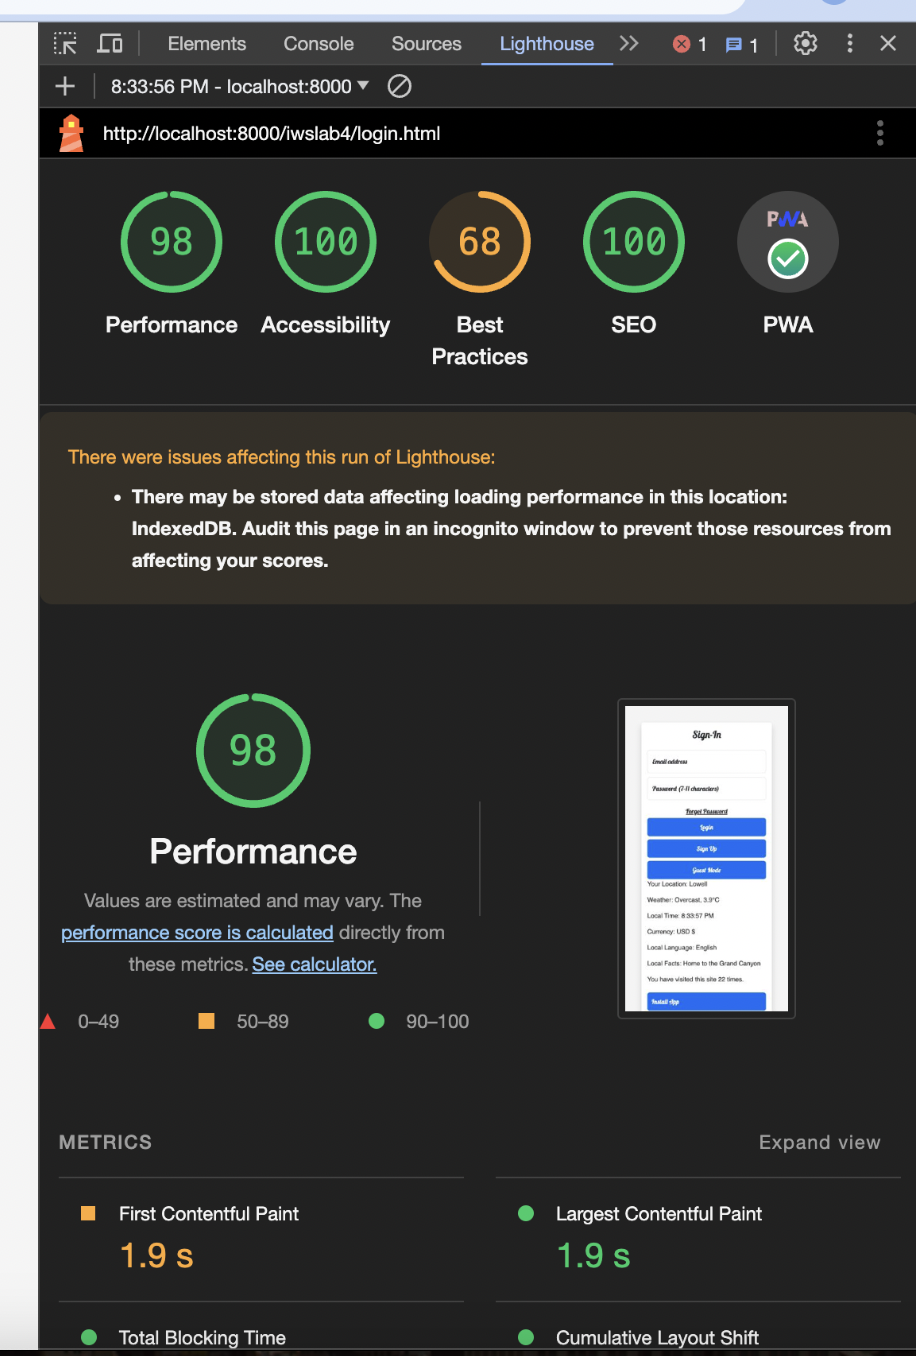 Elements Console Sources Lighthouse 1 1
8:33:56 PM - localhost:8000
http://localhost:8000/iwslab4/login.html
98 100 68 100 PWA
Performance Accessibility Best Practices SEO PWA
There were issues affecting this run of Lighthouse:
• There may be stored data affecting loading performance in this location:
IndexedDB. Audit this page in an incognito window to prevent those resources from
affecting your scores.
98
Performance
Values are estimated and may vary. The
performance score is calculated directly from
these metrics. See calculator.
0–49 50–89 90–100
Sign-In
Email address
Password (7-11 characters)
Forgot Password
Login
Sign Up
Guest Mode
Your Location: Lowell
Weather: Overcast, 3.3°C
Local Time: 8:33:57 PM
Currency: USD $
Local Language: English
Local Facts: Home to the Grand Canyon
You have visited this site 22 times.
Install App
METRICS Expand view
First Contentful Paint
1.9 s
Largest Contentful Paint
1.9 s
Total Blocking Time
Cumulative Layout Shift